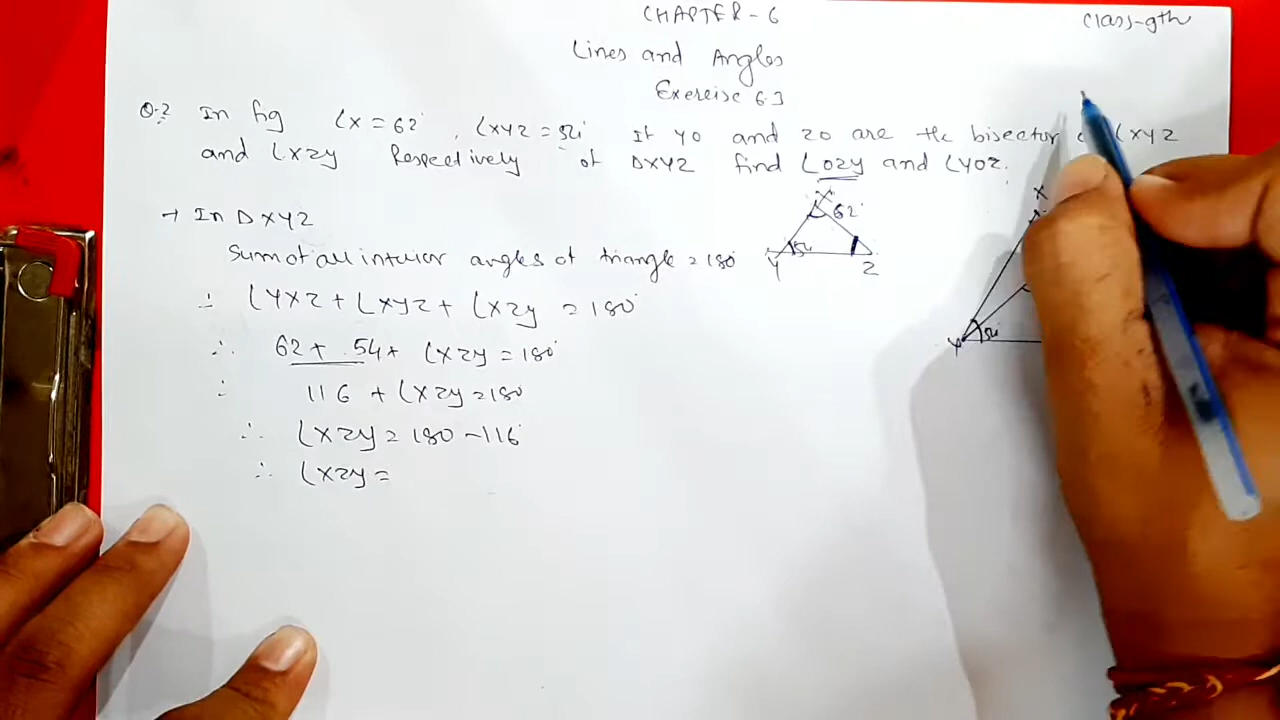 CHAPTER - 6
Class-9th
Lines and Angles
Exercise 6.3
Q.2 In fig ∠X = 62° , ∠XYZ = 54° If YO and ZO are the bisector ∠XYZ
and ∠XZY Respectively of ΔXYZ find ∠OZY and ∠YOZ.
→ In ΔXYZ
Sum of all interior angles of triangle = 180°
∴ ∠YXZ + ∠XYZ + ∠XZY = 180°
∴ 62 + 54 + ∠XZY = 180°
∴ 116 + ∠XZY = 180°
∴ ∠XZY = 180 - 116°
∴ ∠XZY =
X
62°
54
Y
Z
X
Y
54°